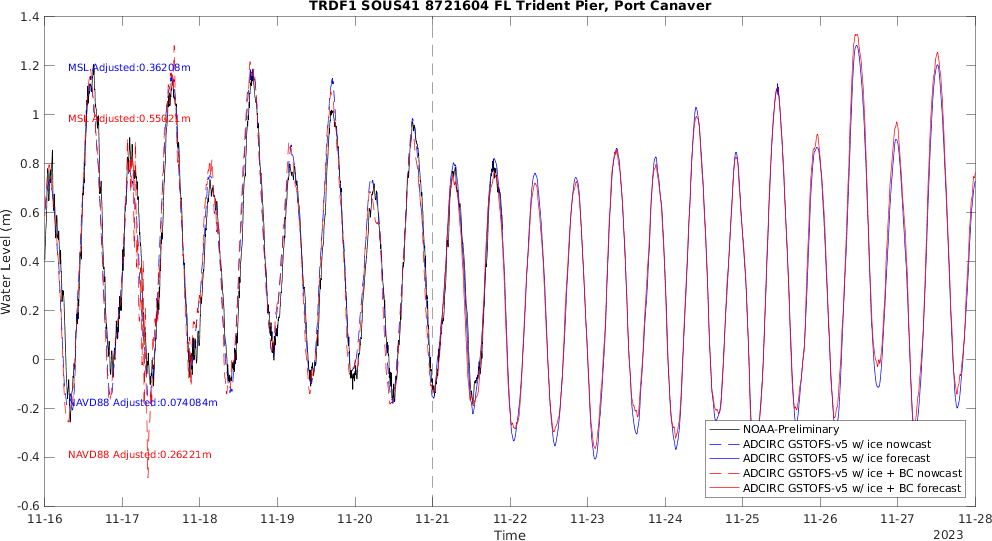 TRDF1 SOUS41 8721604 FL Trident Pier, Port Canaver
Water Level (m)
1.4
1.2
1
0.8
0.6
0.4
0.2
0
-0.2
-0.4
-0.6
MSL Adjusted:0.36208m
MSL Adjusted:0.55621m
NAVD88 Adjusted:0.074084m
NAVD88 Adjusted:0.26221m
NOAA-Preliminary
ADCIRC GSTOFS-v5 w/ ice nowcast
ADCIRC GSTOFS-v5 w/ ice forecast
ADCIRC GSTOFS-v5 w/ ice + BC nowcast
ADCIRC GSTOFS-v5 w/ ice + BC forecast
11-16 11-17 11-18 11-19 11-20 11-21 11-22 11-23 11-24 11-25 11-26 11-27 11-28
Time
2023